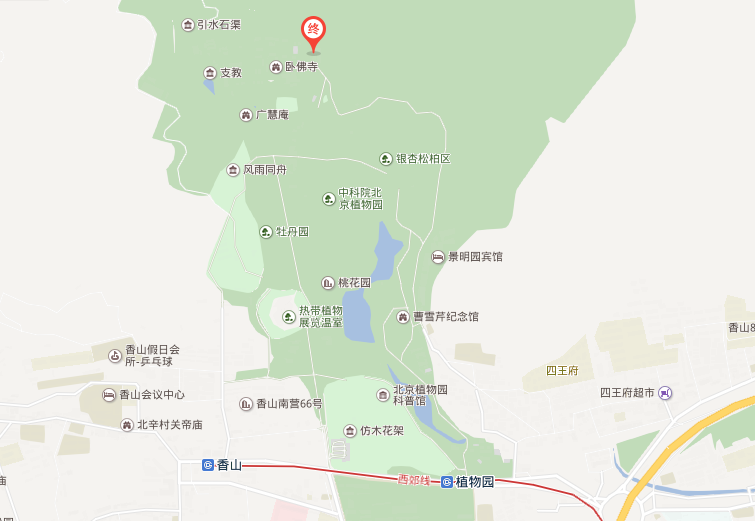 引水石渠
终
卧佛寺
支教
广慧庵
银杏松柏区
风雨同舟
中科院北
京植物园
牡丹园
景明园宾馆
桃花园
热带植物
展览温室
曹雪芹纪念馆
香山8
香山假日会
所-乒乓球
四王府
北京植物园
科普馆
四王府超市
香山会议中心
香山南营66号
北辛村关帝庙
仿木花架
香山
西郊线
植物园
庙